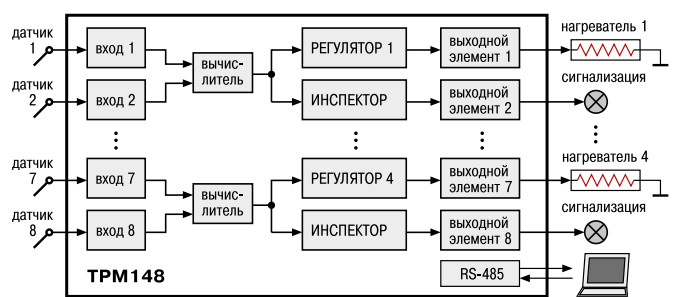 датчик
1
вход 1
вычис-
литель
РЕГУЛЯТОР 1
выходной
элемент 1
нагреватель 1
датчик
2
вход 2
ИНСПЕКТОР
выходной
элемент 2
сигнализация
датчик
7
вход 7
вычис-
литель
РЕГУЛЯТОР 4
выходной
элемент 7
нагреватель 4
датчик
8
вход 8
ИНСПЕКТОР
выходной
элемент 8
сигнализация
ТРМ148
RS-485